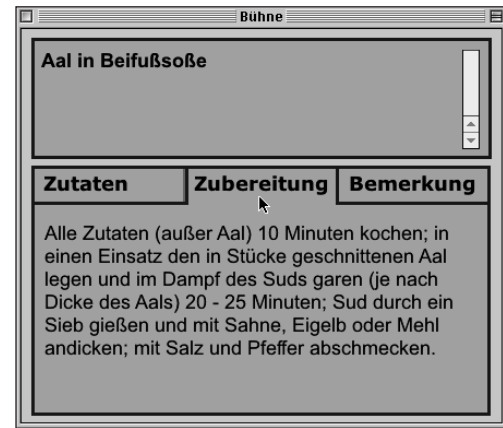 Bühne
Aal in Beifußsoße
Zutaten Zubereitung Bemerkung
Alle Zutaten (außer Aal) 10 Minuten kochen; in
einen Einsatz den in Stücke geschnittenen Aal
legen und im Dampf des Suds garen (je nach
Dicke des Aals) 20 - 25 Minuten; Sud durch ein
Sieb gießen und mit Sahne, Eigelb oder Mehl
andicken; mit Salz und Pfeffer abschmecken.